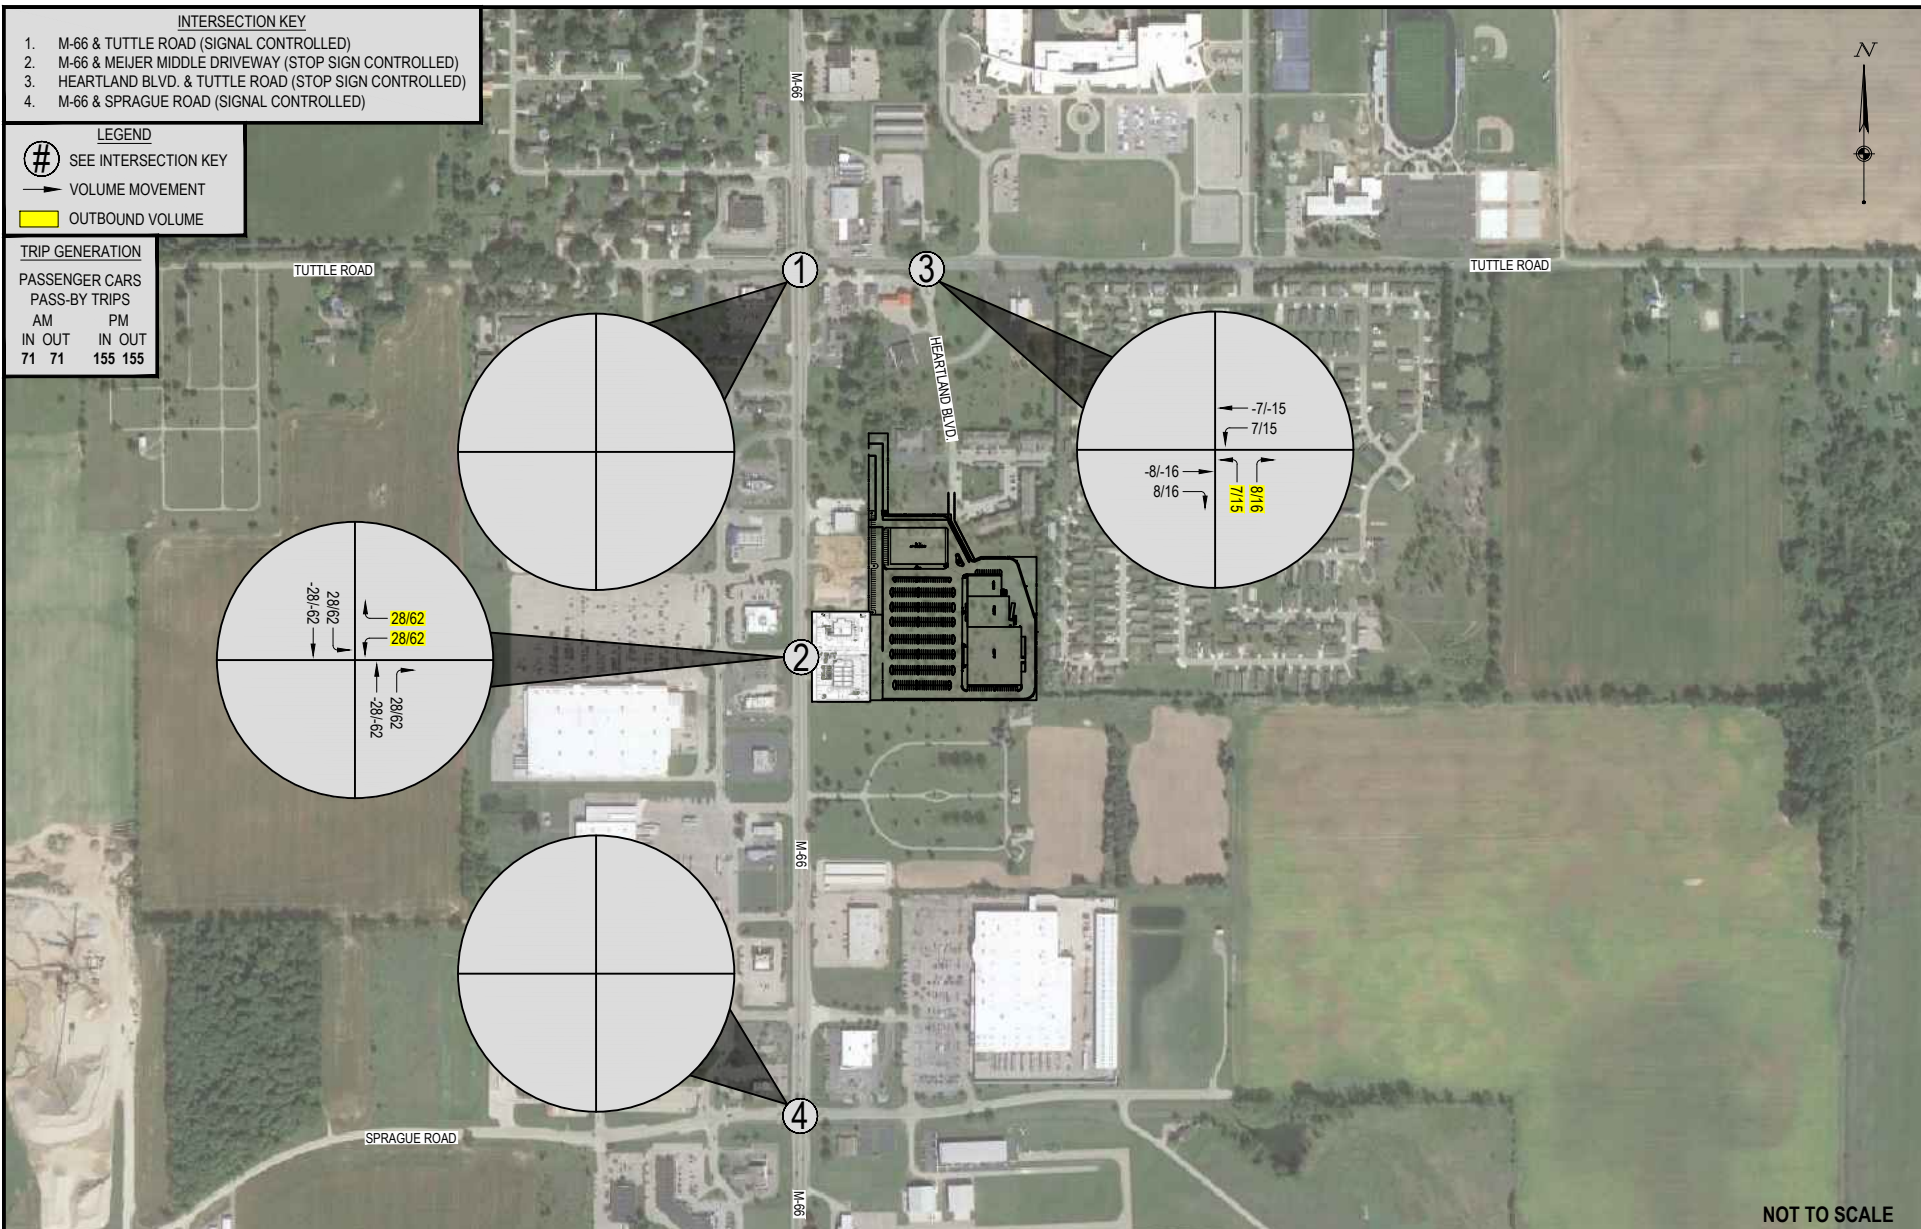 INTERSECTION KEY
1. M-66 & TUTTLE ROAD (SIGNAL CONTROLLED)
2. M-66 & MEIJER MIDDLE DRIVEWAY (STOP SIGN CONTROLLED)
3. HEARTLAND BLVD. & TUTTLE ROAD (STOP SIGN CONTROLLED)
4. M-66 & SPRAGUE ROAD (SIGNAL CONTROLLED)
LEGEND
# SEE INTERSECTION KEY
VOLUME MOVEMENT
OUTBOUND VOLUME
TRIP GENERATION
PASSENGER CARS
PASS-BY TRIPS
AM PM
IN OUT IN OUT
71 71 155 155
N
M-66
TUTTLE ROAD
1
3
TUTTLE ROAD
HEARTLAND BLVD.
-7/-15
7/15
-8/-16
8/16
7/15
8/16
-28/-62
28/62
28/62
28/62
-28/-62
28/62
2
M-66
4
SPRAGUE ROAD
M-66
NOT TO SCALE